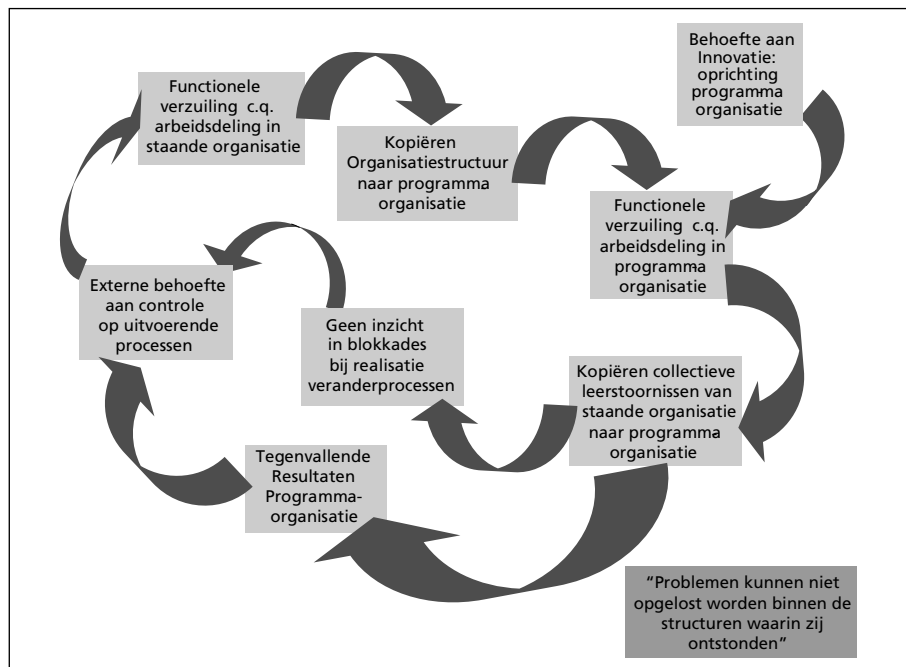 Behoefte aan
Innovatie:
oprichting
programma
organisatie
Functionele
verzuiling c.q.
arbeidsdeling in
staande organisatie
Kopiëren
Organisatiestructuur
naar programma
organisatie
Functionele
verzuiling c.q.
arbeidsdeling in
programma
organisatie
Externe behoefte
aan controle
op uitvoerende
processen
Geen inzicht
in blokkades
bij realisatie
veranderprocessen
Kopiëren collectieve
leerstoornissen van
staande organisatie
naar programma
organisatie
Tegenvallende
Resultaten
Programma-
organisatie
“Problemen kunnen niet
opgelost worden binnen de
structuren waarin zij
ontstonden”